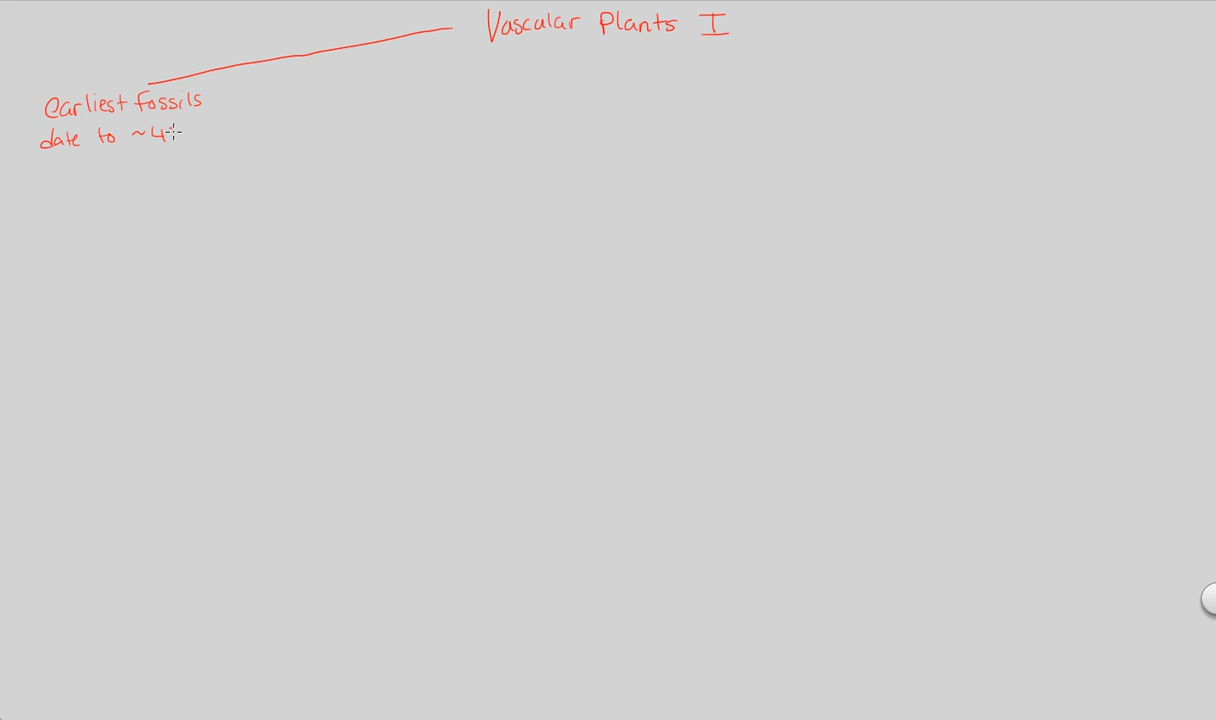 Vascular Plants I
earliest fossils
date to ~4